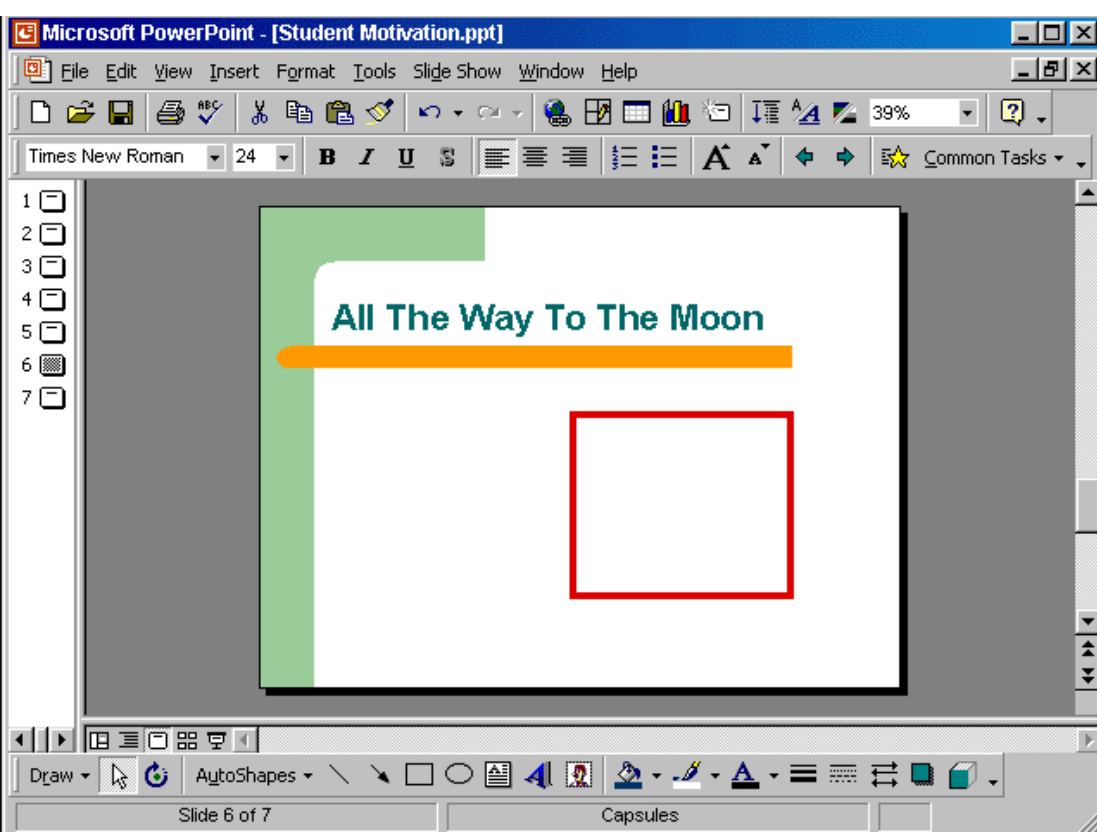 Microsoft PowerPoint - [Student Motivation.ppt]
File Edit View Insert Format Tools Slide Show Window Help
ABC 39%
Times New Roman 24 B I U S A A Common Tasks
1
2
3
4
5
6
7
All The Way To The Moon
Draw AutoShapes A
Slide 6 of 7 Capsules